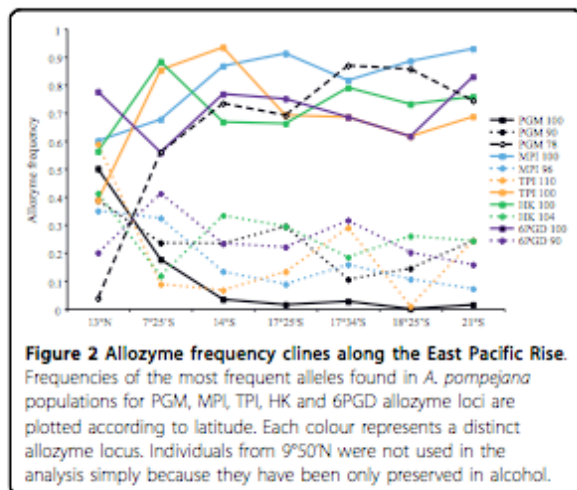 1
0.9
0.8
0.7
0.6
0.5
0.4
0.3
0.2
0.1
0
Allozyme frequency
13°N
7°25'S
14°S
17°25'S
17°34'S
18°25'S
21°S
PGM 100
PGM 90
PGM 78
MPI 100
MPI 96
TPI 110
TPI 100
HK 100
HK 104
6PGD 100
6PGD 90
Figure 2 Allozyme frequency clines along the East Pacific Rise.
Frequencies of the most frequent alleles found in A. pompejana
populations for PGM, MPI, TPI, HK and 6PGD allozyme loci are
plotted according to latitude. Each colour represents a distinct
allozyme locus. Individuals from 9°50'N were not used in the
analysis simply because they have been only preserved in alcohol.